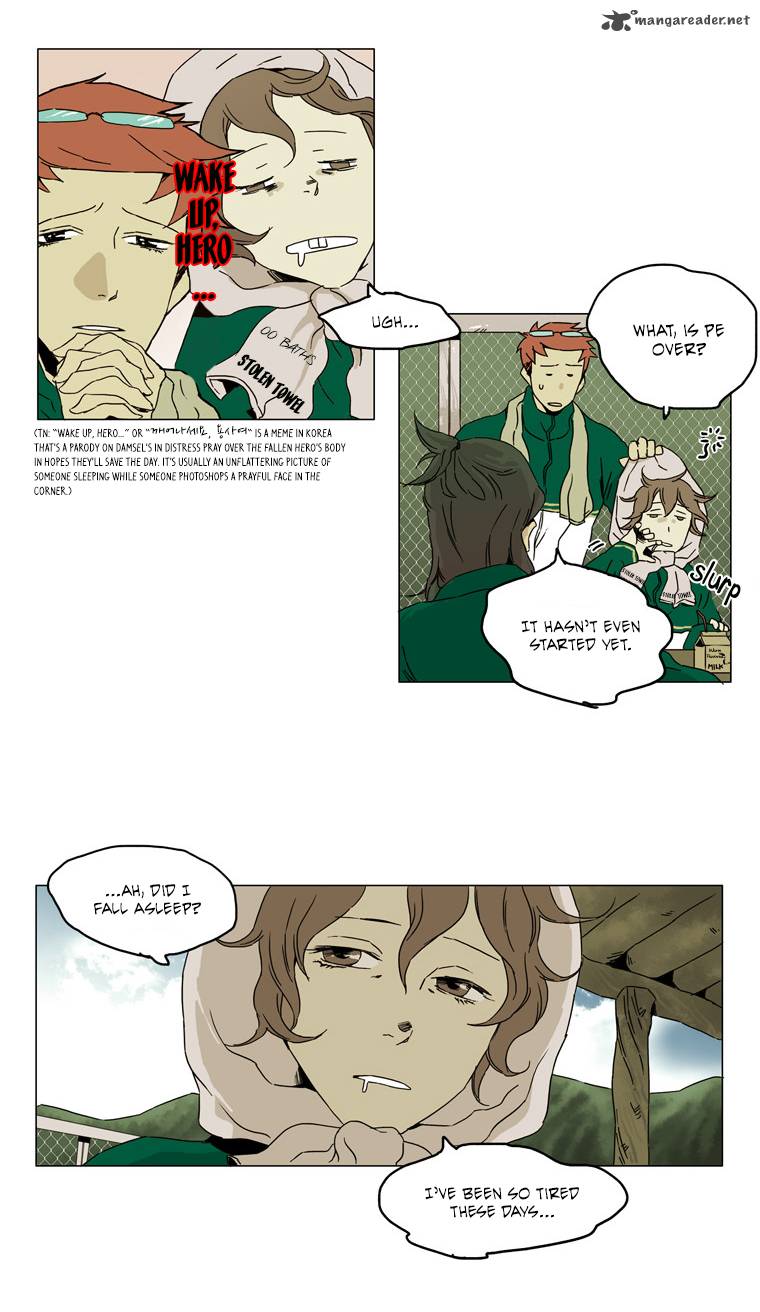 mangareader.net
WAKE
UP,
HERO
...
OO BATHS
STOLEN TOWEL
UGH...
WHAT, IS PE
OVER?
(TN: "WAKE UP, HERO..." OR "깨어나세요, 용사여" IS A MEME IN KOREA
THAT'S A PARODY ON DAMSEL'S IN DISTRESS PRAY OVER THE FALLEN HERO'S BODY
IN HOPES THEY'LL SAVE THE DAY. IT'S USUALLY AN UNFLATTERING PICTURE OF
SOMEONE SLEEPING WHILE SOMEONE PHOTOSHOPS A PRAYFUL FACE IN THE
CORNER.)
slurp
STOLEN TOWEL
STOLEN TOWEL
IT HASN'T EVEN
STARTED YET.
MILK
...AH, DID I
FALL ASLEEP?
I'VE BEEN SO TIRED
THESE DAYS...